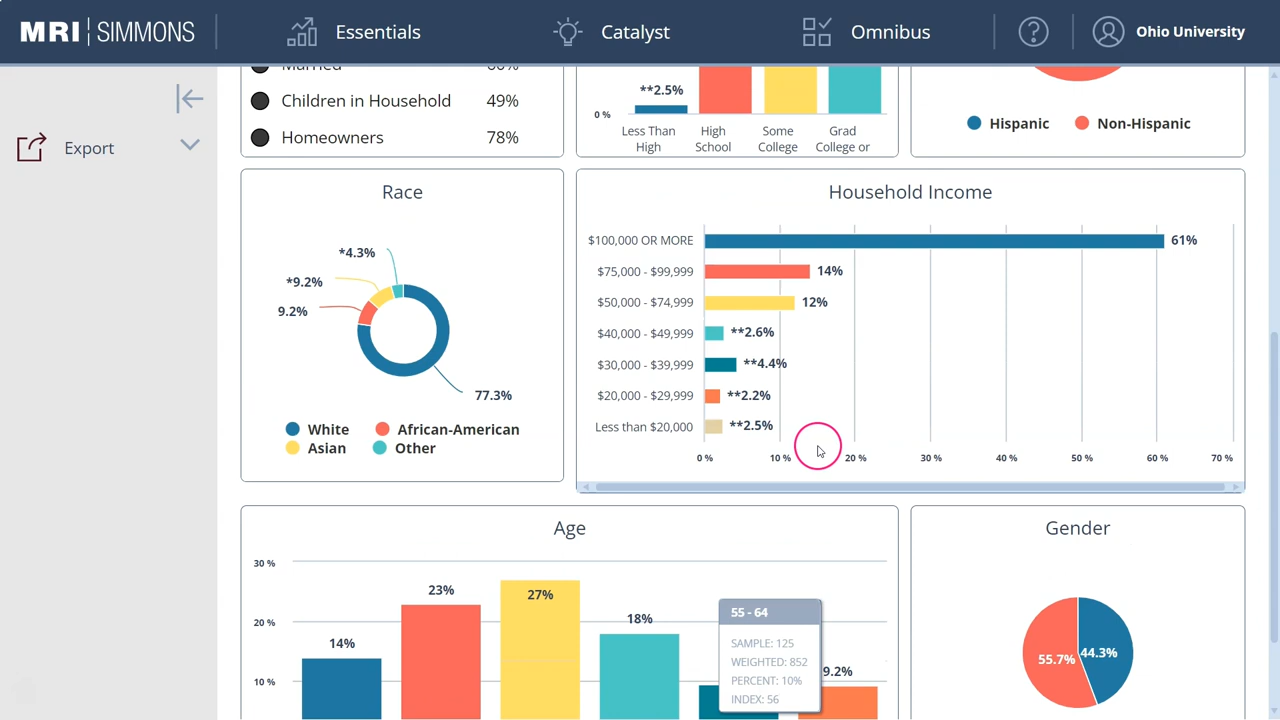 MRI SIMMONS
Essentials
Catalyst
Omnibus
Ohio University
Export
Married 66%
Children in Household 49%
Homeowners 78%
**2.5%
0 %
Less Than High
High School
Some College
Grad College or
Hispanic Non-Hispanic
Race
*4.3%
*9.2%
9.2%
77.3%
White African-American
Asian Other
Household Income
$100,000 OR MORE 61%
$75,000 - $99,999 14%
$50,000 - $74,999 12%
$40,000 - $49,999 **2.6%
$30,000 - $39,999 **4.4%
$20,000 - $29,999 **2.2%
Less than $20,000 **2.5%
0 % 10 % 20 % 30 % 40 % 50 % 60 % 70 %
Age
30 %
20 %
10 %
14%
23%
27%
18%
9.2%
55 - 64
SAMPLE: 125
WEIGHTED: 852
PERCENT: 10%
INDEX: 56
Gender
55.7% 44.3%